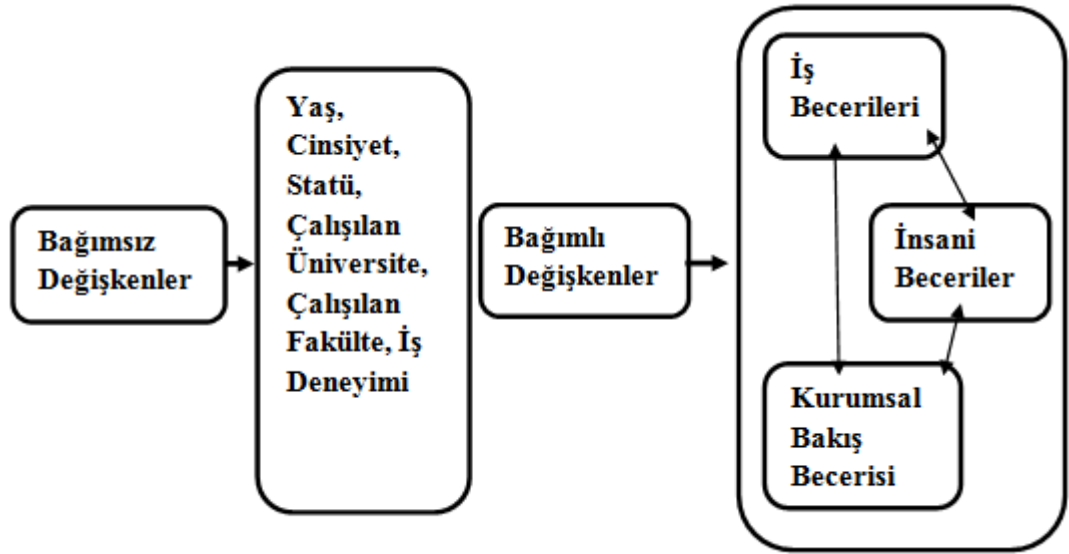 Bağımsız
Değişkenler
Yaş,
Cinsiyet,
Statü,
Çalışılan
Üniversite,
Çalışılan
Fakülte, İş
Deneyimi
Bağımlı
Değişkenler
İş
Becerileri
İnsani
Beceriler
Kurumsal
Bakış
Becerisi